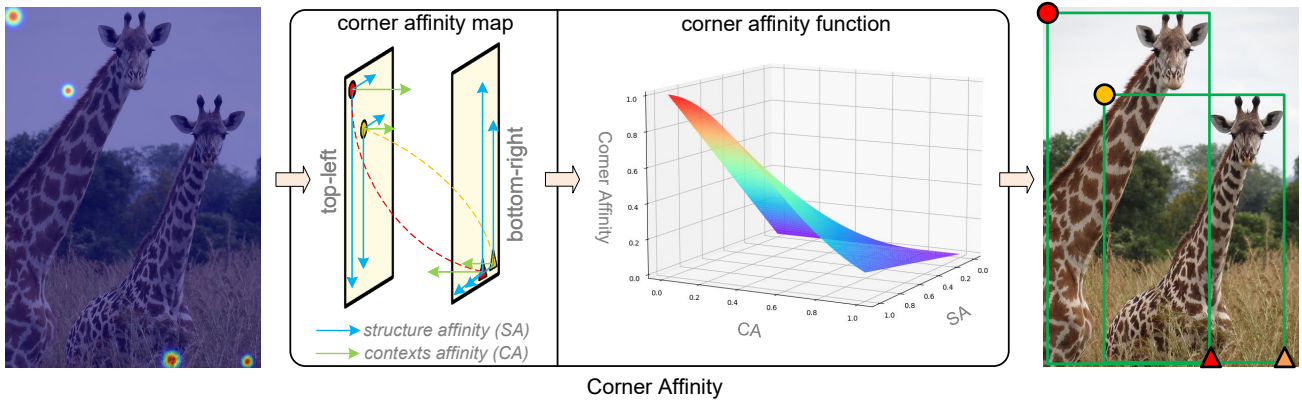 corner affinity map
top-left
bottom-right
structure affinity (SA)
contexts affinity (CA)
corner affinity function
Corner Affinity
1.0
0.8
0.6
0.4
0.2
0.0
0.0
0.2
0.4
0.6
0.8
1.0
CA
0.0
0.2
0.4
0.6
0.8
1.0
SA
Corner Affinity